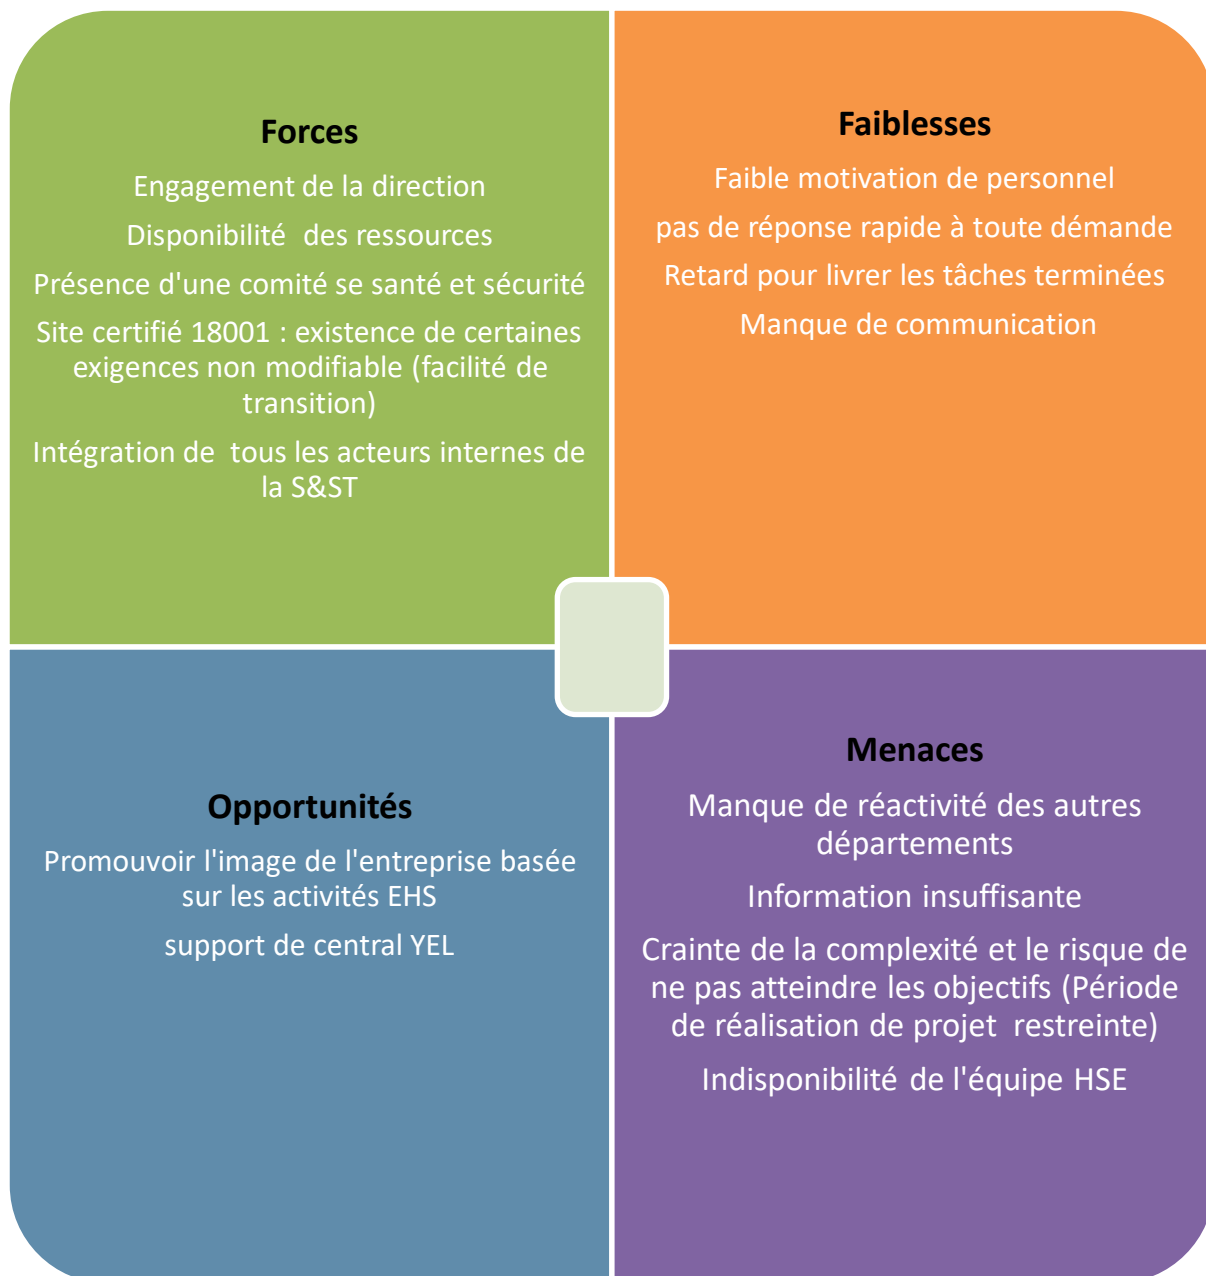 Forces
Engagement de la direction
Disponibilité des ressources
Présence d'une comité se santé et sécurité
Site certifié 18001 : existence de certaines
exigences non modifiable (facilité de
transition)
Intégration de tous les acteurs internes de
la S&ST
Faiblesses
Faible motivation de personnel
pas de réponse rapide à toute démande
Retard pour livrer les tâches terminées
Manque de communication
Opportunités
Promouvoir l'image de l'entreprise basée
sur les activités EHS
support de central YEL
Menaces
Manque de réactivité des autres
départements
Information insuffisante
Crainte de la complexité et le risque de
ne pas atteindre les objectifs (Période
de réalisation de projet restreinte)
Indisponibilité de l'équipe HSE